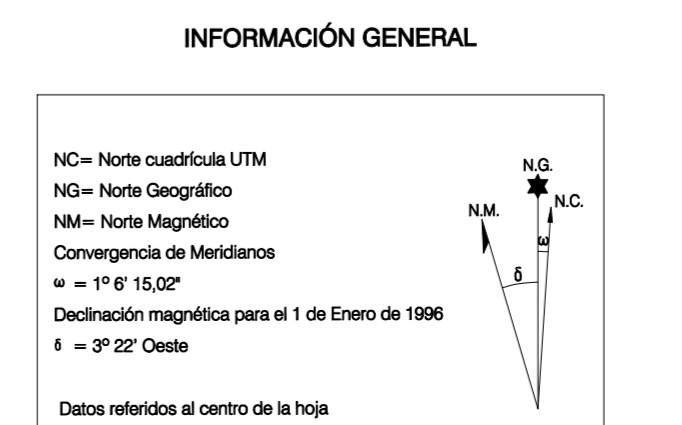 INFORMACIÓN GENERAL
NC= Norte cuadrícula UTM
NG= Norte Geográfico
NM= Norte Magnético
Convergencia de Meridianos
ω = 1º 6' 15,02"
Declinación magnética para el 1 de Enero de 1996
δ = 3º 22' Oeste
Datos referidos al centro de la hoja
N.G.
N.C.
N.M.
ω
δ